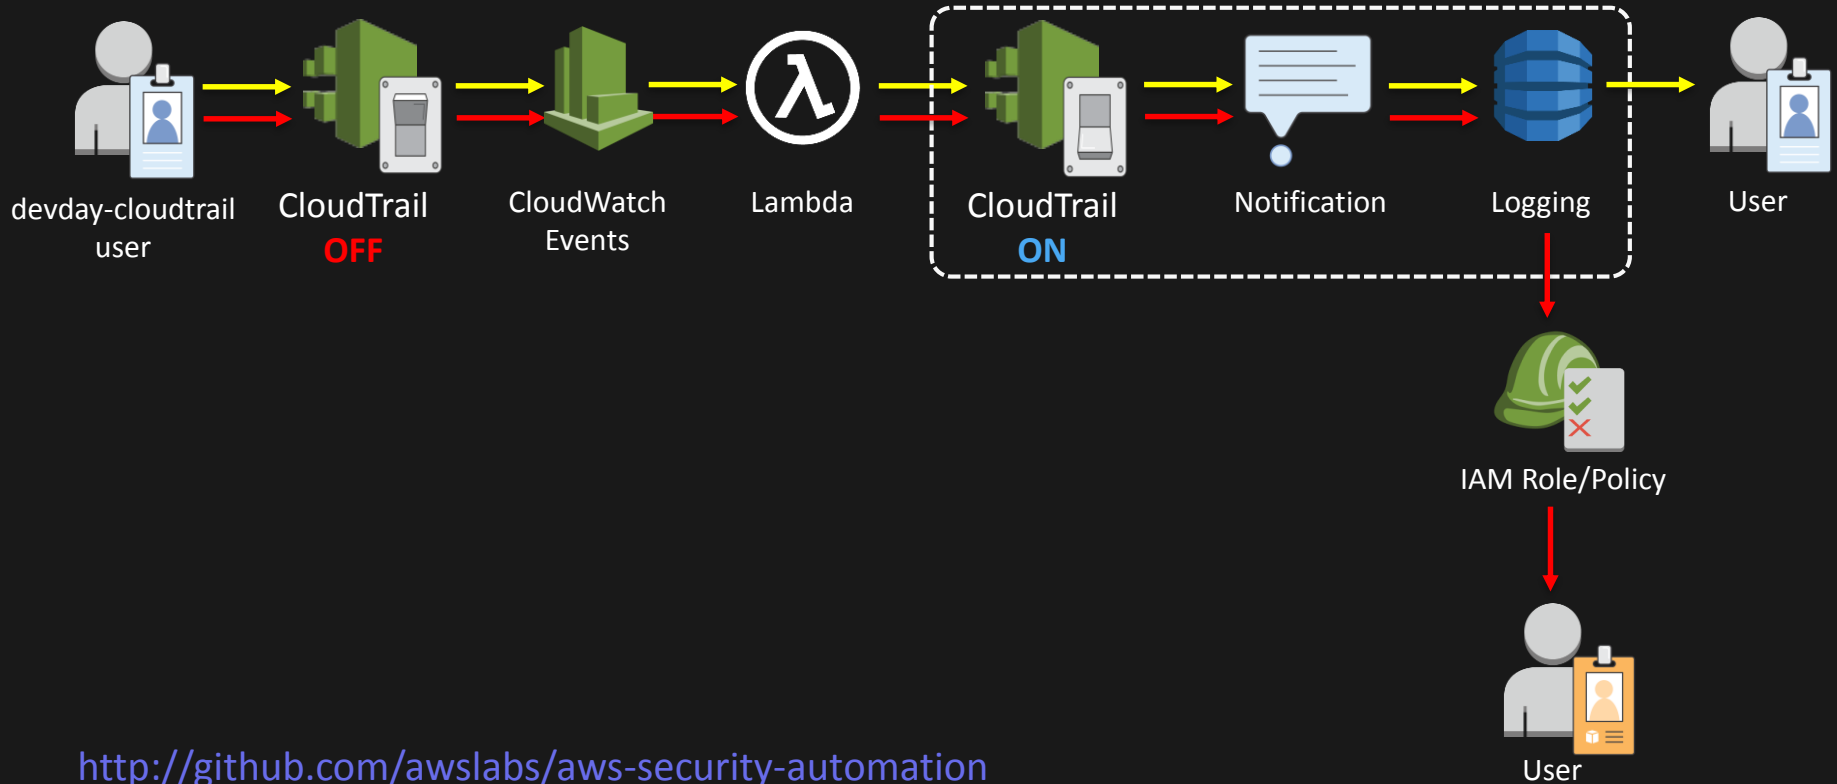 devday-cloudtrail
user
CloudTrail
OFF
CloudWatch
Events
Lambda
CloudTrail
ON
Notification
Logging
User
IAM Role/Policy
User
http://github.com/awslabs/aws-security-automation